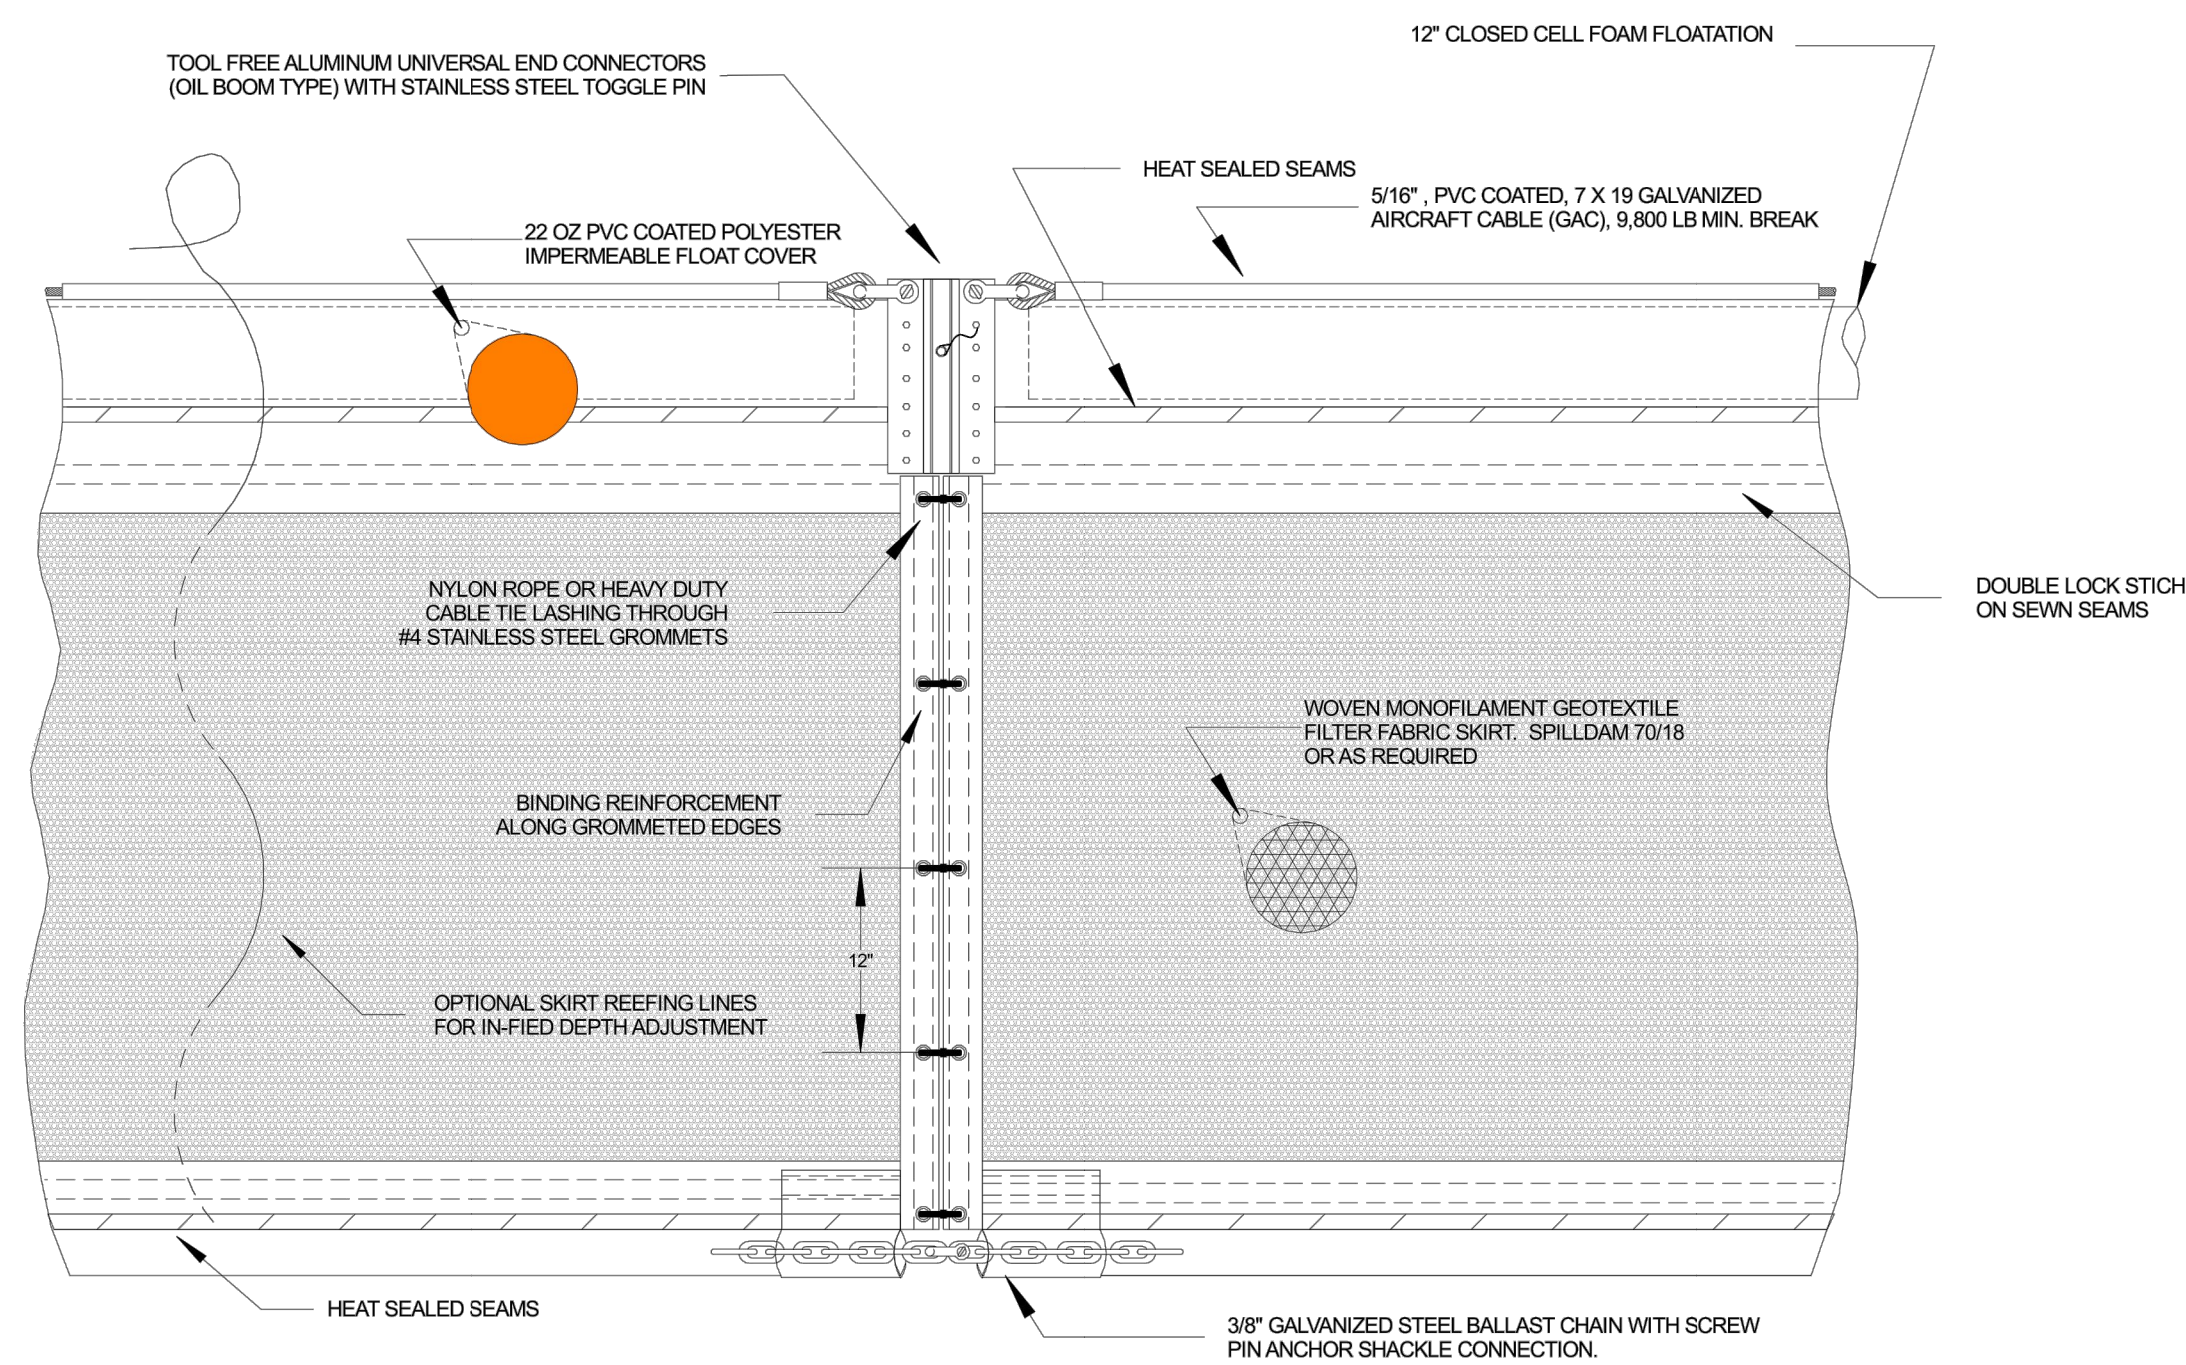 12" CLOSED CELL FOAM FLOATATION
TOOL FREE ALUMINUM UNIVERSAL END CONNECTORS
(OIL BOOM TYPE) WITH STAINLESS STEEL TOGGLE PIN
HEAT SEALED SEAMS
5/16" , PVC COATED, 7 X 19 GALVANIZED
AIRCRAFT CABLE (GAC), 9,800 LB MIN. BREAK
22 OZ PVC COATED POLYESTER
IMPERMEABLE FLOAT COVER
NYLON ROPE OR HEAVY DUTY
CABLE TIE LASHING THROUGH
#4 STAINLESS STEEL GROMMETS
DOUBLE LOCK STICH
ON SEWN SEAMS
WOVEN MONOFILAMENT GEOTEXTILE
FILTER FABRIC SKIRT.  SPILLDAM 70/18
OR AS REQUIRED
BINDING REINFORCEMENT
ALONG GROMMETED EDGES
12"
OPTIONAL SKIRT REEFING LINES
FOR IN-FIED DEPTH ADJUSTMENT
HEAT SEALED SEAMS
3/8" GALVANIZED STEEL BALLAST CHAIN WITH SCREW
PIN ANCHOR SHACKLE CONNECTION.